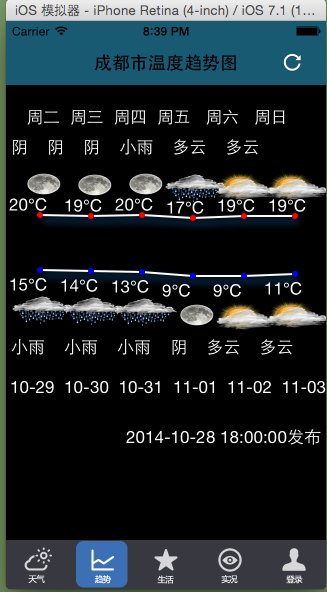 iOS 模拟器 - iPhone Retina (4-inch) / iOS 7.1 (1...
Carrier 8:39 PM
成都市温度趋势图
周二 周三 周四 周五 周六 周日
阴 阴 阴 小雨 多云 多云
20°C 19°C 20°C 17°C 19°C 19°C
15°C 14°C 13°C 9°C 9°C 11°C
小雨 小雨 小雨 阴 多云 多云
10-29 10-30 10-31 11-01 11-02 11-03
2014-10-28 18:00:00发布
天气 趋势 生活 实况 登录